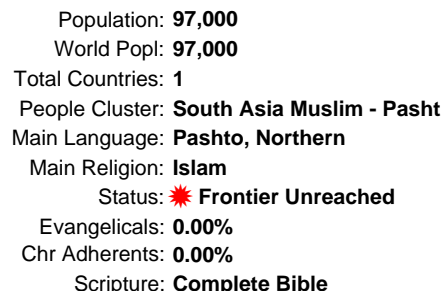 Population: 97,000
World Popl: 97,000
Total Countries: 1
People Cluster: South Asia Muslim - Pasht
Main Language: Pashto, Northern
Main Religion: Islam
Status: Frontier Unreached
Evangelicals: 0.00%
Chr Adherents: 0.00%
Scripture: Complete Bible